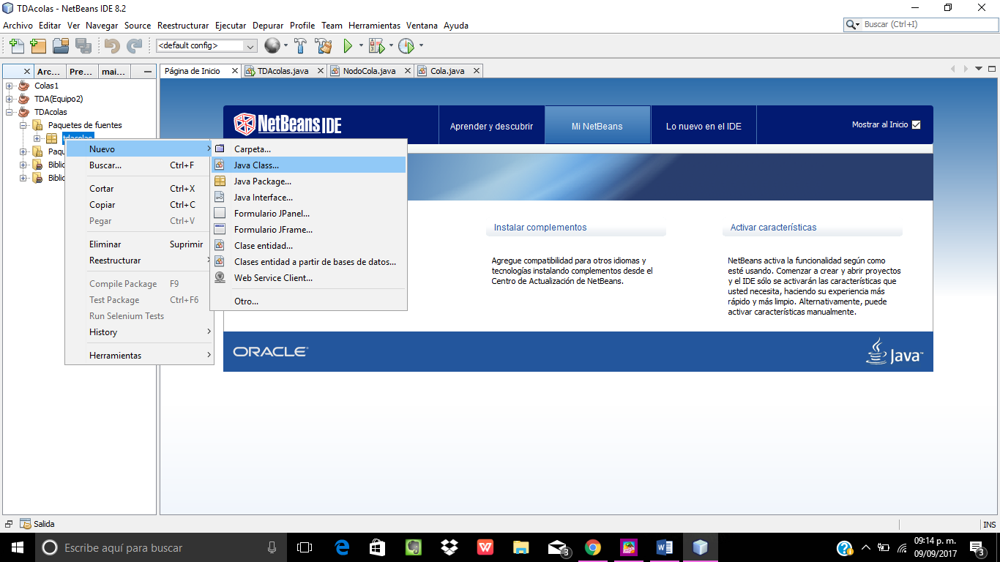 TDAcolas - NetBeans IDE 8.2
Archivo Editar Ver Navegar Source Reestructurar Ejecutar Depurar Profile Team Herramientas Ventana Ayuda
Buscar (Ctrl+I)
<default config>
Arc... Pre... mai...
Página de Inicio TDAcolas.java NodoCola.java Cola.java
Colas1
TDA(Equipo2)
TDAcolas
Paquetes de fuentes
tdacolas
Paqu
Biblic
Biblic
Nuevo
Buscar... Ctrl+F
Cortar Ctrl+X
Copiar Ctrl+C
Pegar Ctrl+V
Eliminar Suprimir
Reestructurar
Compile Package F9
Test Package Ctrl+F6
Run Selenium Tests
History
Herramientas
Carpeta...
Java Class...
Java Package...
Java Interface...
Formulario JPanel...
Formulario JFrame...
Clase entidad...
Clases entidad a partir de bases de datos...
Web Service Client...
Otro...
NetBeans IDE
Aprender y descubrir
Mi NetBeans
Lo nuevo en el IDE
Mostrar al Inicio
Instalar complementos
Agregue compatibilidad para otros idiomas y
tecnologías instalando complementos desde el
Centro de Actualización de NetBeans.
Activar características
NetBeans activa la funcionalidad según como
esté usando. Comenzar a crear y abrir proyectos
y el IDE sólo se activarán las características que
usted necesita, haciendo su experiencia más
rápido y más limpio. Alternativamente, puede
activar características manualmente.
ORACLE
Java
Salida
INS
Escribe aquí para buscar
3
09:14 p. m.
09/09/2017
3